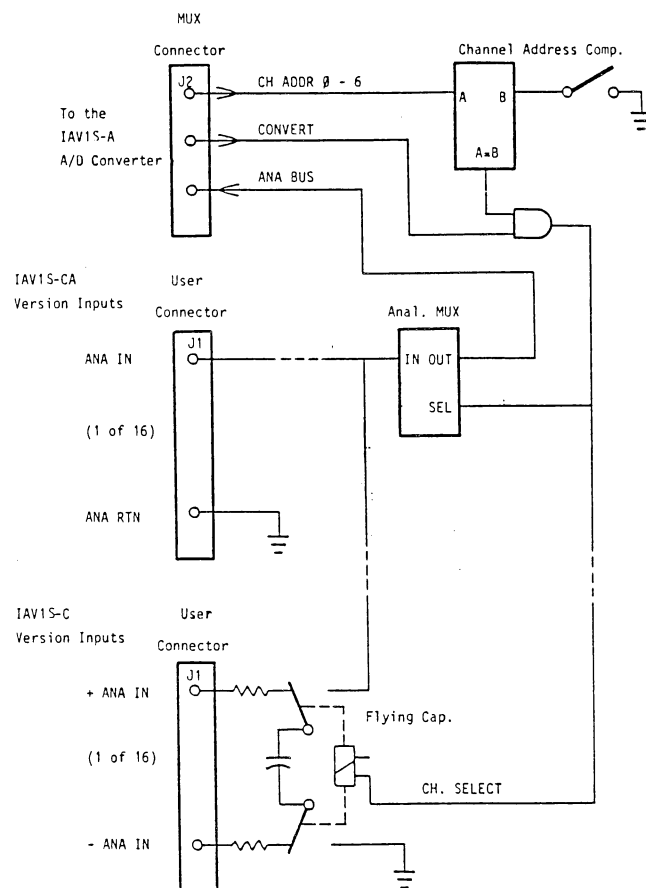 MUX
Connector
Channel Address Comp.
J2
CH ADDR 0 - 6
A B
To the
IAV1S-A
A/D Converter
CONVERT
A=B
ANA BUS
IAV1S-CA
Version Inputs
User
Connector
Anal. MUX
J1
ANA IN
IN OUT
SEL
(1 of 16)
ANA RTN
IAV1S-C
Version Inputs
User
Connector
J1
+ ANA IN
Flying Cap.
(1 of 16)
CH. SELECT
- ANA IN